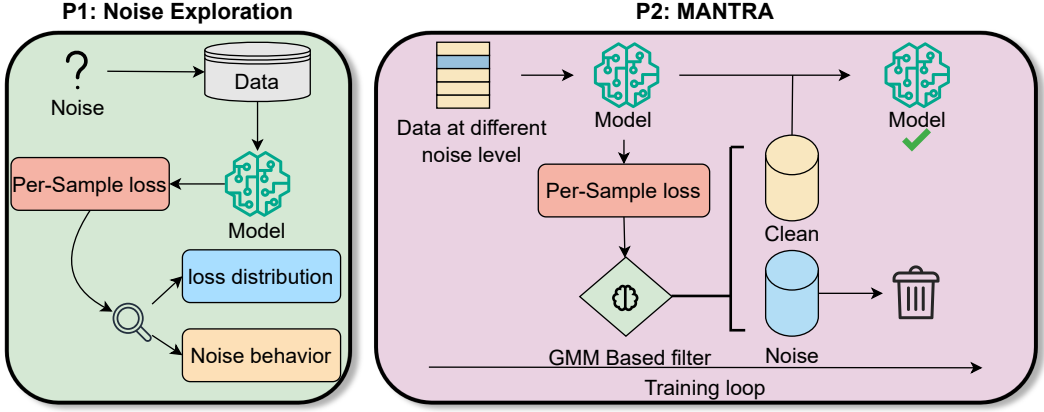 P1: Noise Exploration
?
Noise
Data
Per-Sample loss
Model
loss distribution
Noise behavior
P2: MANTRA
Data at different
noise level
Model
Model
Per-Sample loss
Clean
GMM Based filter
Noise
Training loop